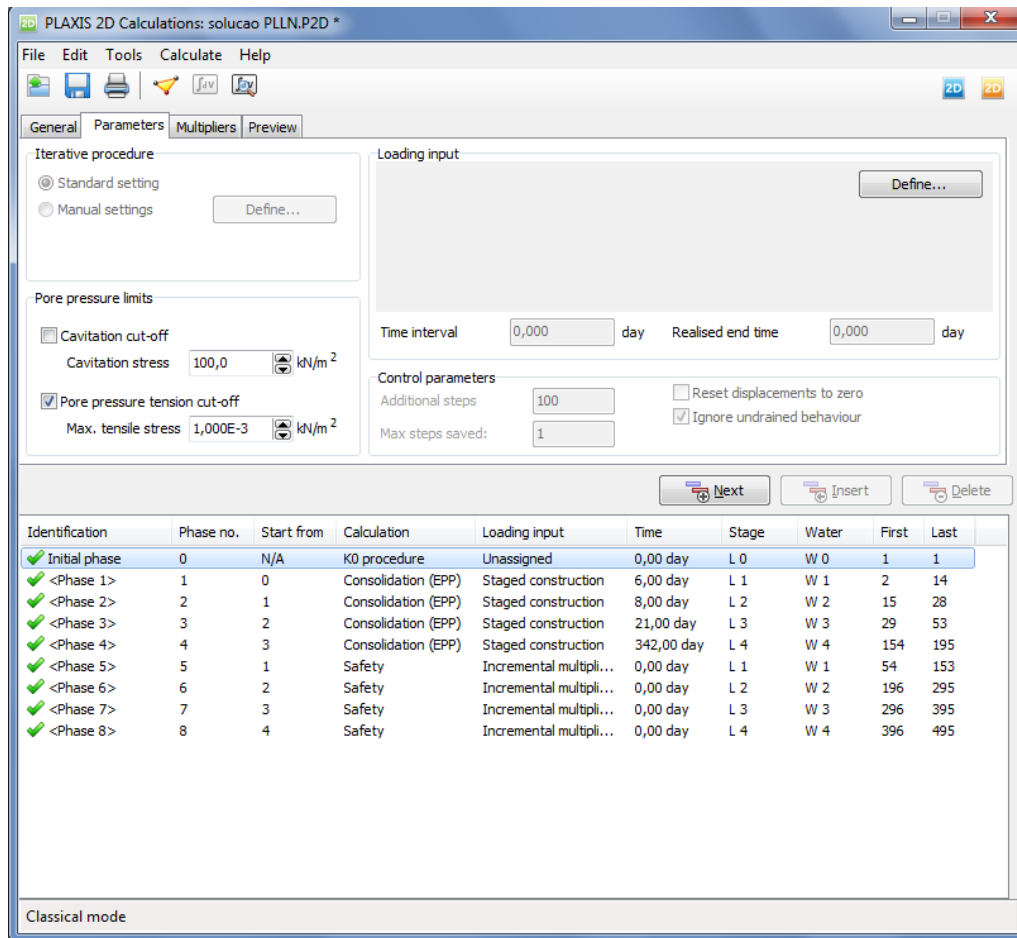 PLAXIS 2D Calculations: solucao PLLN.P2D *
File Edit Tools Calculate Help
2D 2D
General Parameters Multipliers Preview
Iterative procedure
Standard setting
Manual settings Define...
Loading input
Define...
Pore pressure limits
Cavitation cut-off
Cavitation stress 100,0 kN/m 2
Pore pressure tension cut-off
Max. tensile stress 1,000E-3 kN/m 2
Time interval 0,000 day Realised end time 0,000 day
Control parameters
Additional steps 100 Reset displacements to zero
Max steps saved: 1 Ignore undrained behaviour
Next Insert Delete
Identification Phase no. Start from Calculation Loading input Time Stage Water First Last
Initial phase 0 N/A K0 procedure Unassigned 0,00 day L 0 W 0 1 1
<Phase 1> 1 0 Consolidation (EPP) Staged construction 6,00 day L 1 W 1 2 14
<Phase 2> 2 1 Consolidation (EPP) Staged construction 8,00 day L 2 W 2 15 28
<Phase 3> 3 2 Consolidation (EPP) Staged construction 21,00 day L 3 W 3 29 53
<Phase 4> 4 3 Consolidation (EPP) Staged construction 342,00 day L 4 W 4 154 195
<Phase 5> 5 1 Safety Incremental multipli... 0,00 day L 1 W 1 54 153
<Phase 6> 6 2 Safety Incremental multipli... 0,00 day L 2 W 2 196 295
<Phase 7> 7 3 Safety Incremental multipli... 0,00 day L 3 W 3 296 395
<Phase 8> 8 4 Safety Incremental multipli... 0,00 day L 4 W 4 396 495
Classical mode